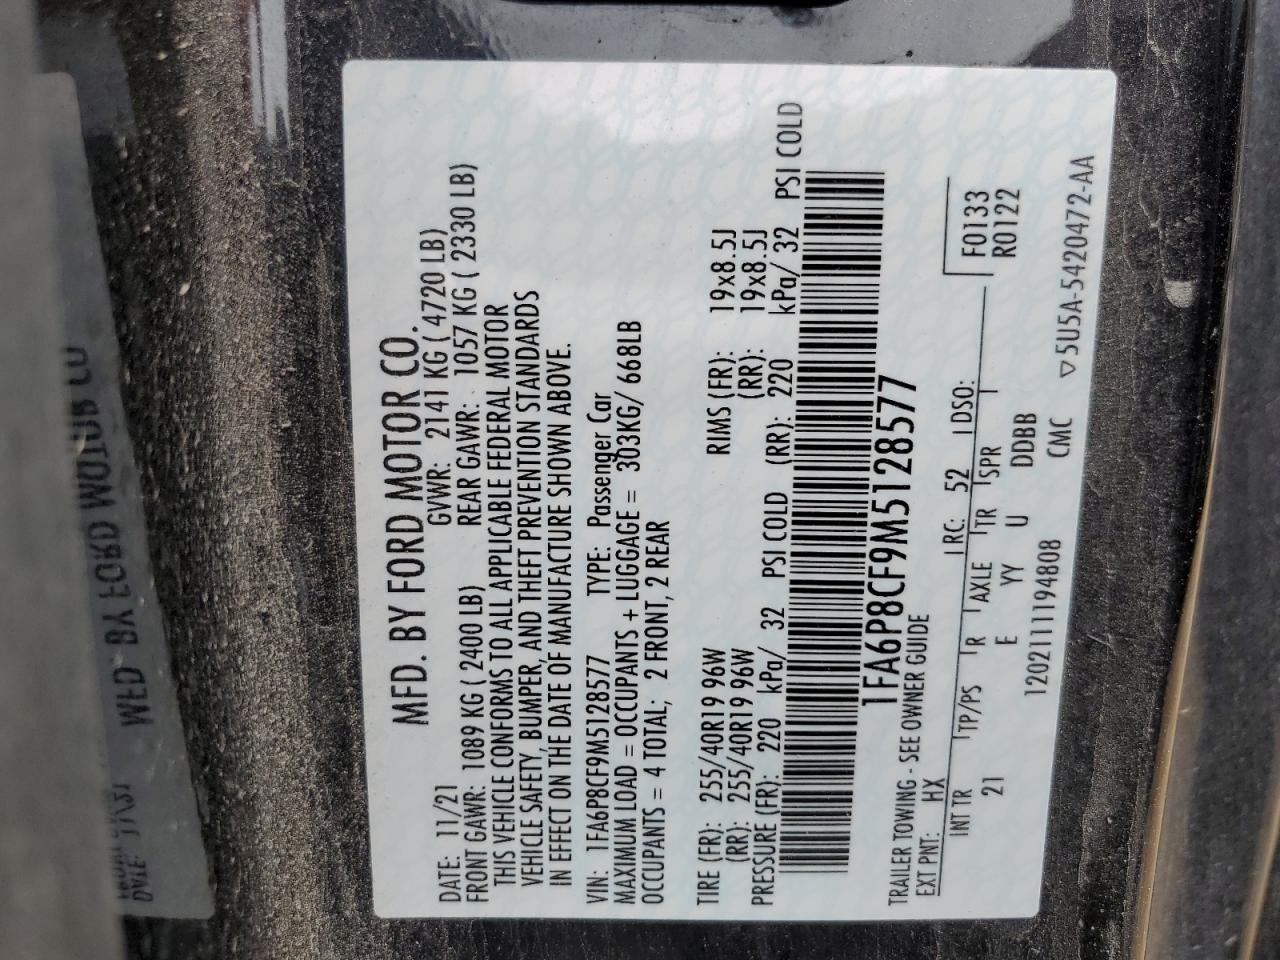 MFD. BY FORD MOTOR CO.
DATE: 11/21 GVWR: 2141 KG ( 4720 LB)
FRONT GAWR: 1089 KG ( 2400 LB) REAR GAWR: 1057 KG ( 2330 LB)
THIS VEHICLE CONFORMS TO ALL APPLICABLE FEDERAL MOTOR
VEHICLE SAFETY, BUMPER, AND THEFT PREVENTION STANDARDS
IN EFFECT ON THE DATE OF MANUFACTURE SHOWN ABOVE.
VIN: 1FA6P8CF9M5128577 TYPE: Passenger Car
MAXIMUM LOAD = OCCUPANTS + LUGGAGE = 303KG/ 668LB
OCCUPANTS = 4 TOTAL; 2 FRONT, 2 REAR
TIRE (FR): 255/40R19 96W RIMS (FR): 19x8.5J
(RR): 255/40R19 96W (RR): 19x8.5J
PRESSURE (FR): 220 kPa/ 32 PSI COLD (RR): 220 kPa/ 32 PSI COLD
1FA6P8CF9M5128577
TRAILER TOWING - SEE OWNER GUIDE
EXT PNT: HX RC: 52 DSO: F0133
INT TR TP/PS R AXLE TR SPR R0122
21 E YY U DDBB
12021111194808 CMC ▽5U5A-5420472-AA
MFD. BY FORD MOTOR CO